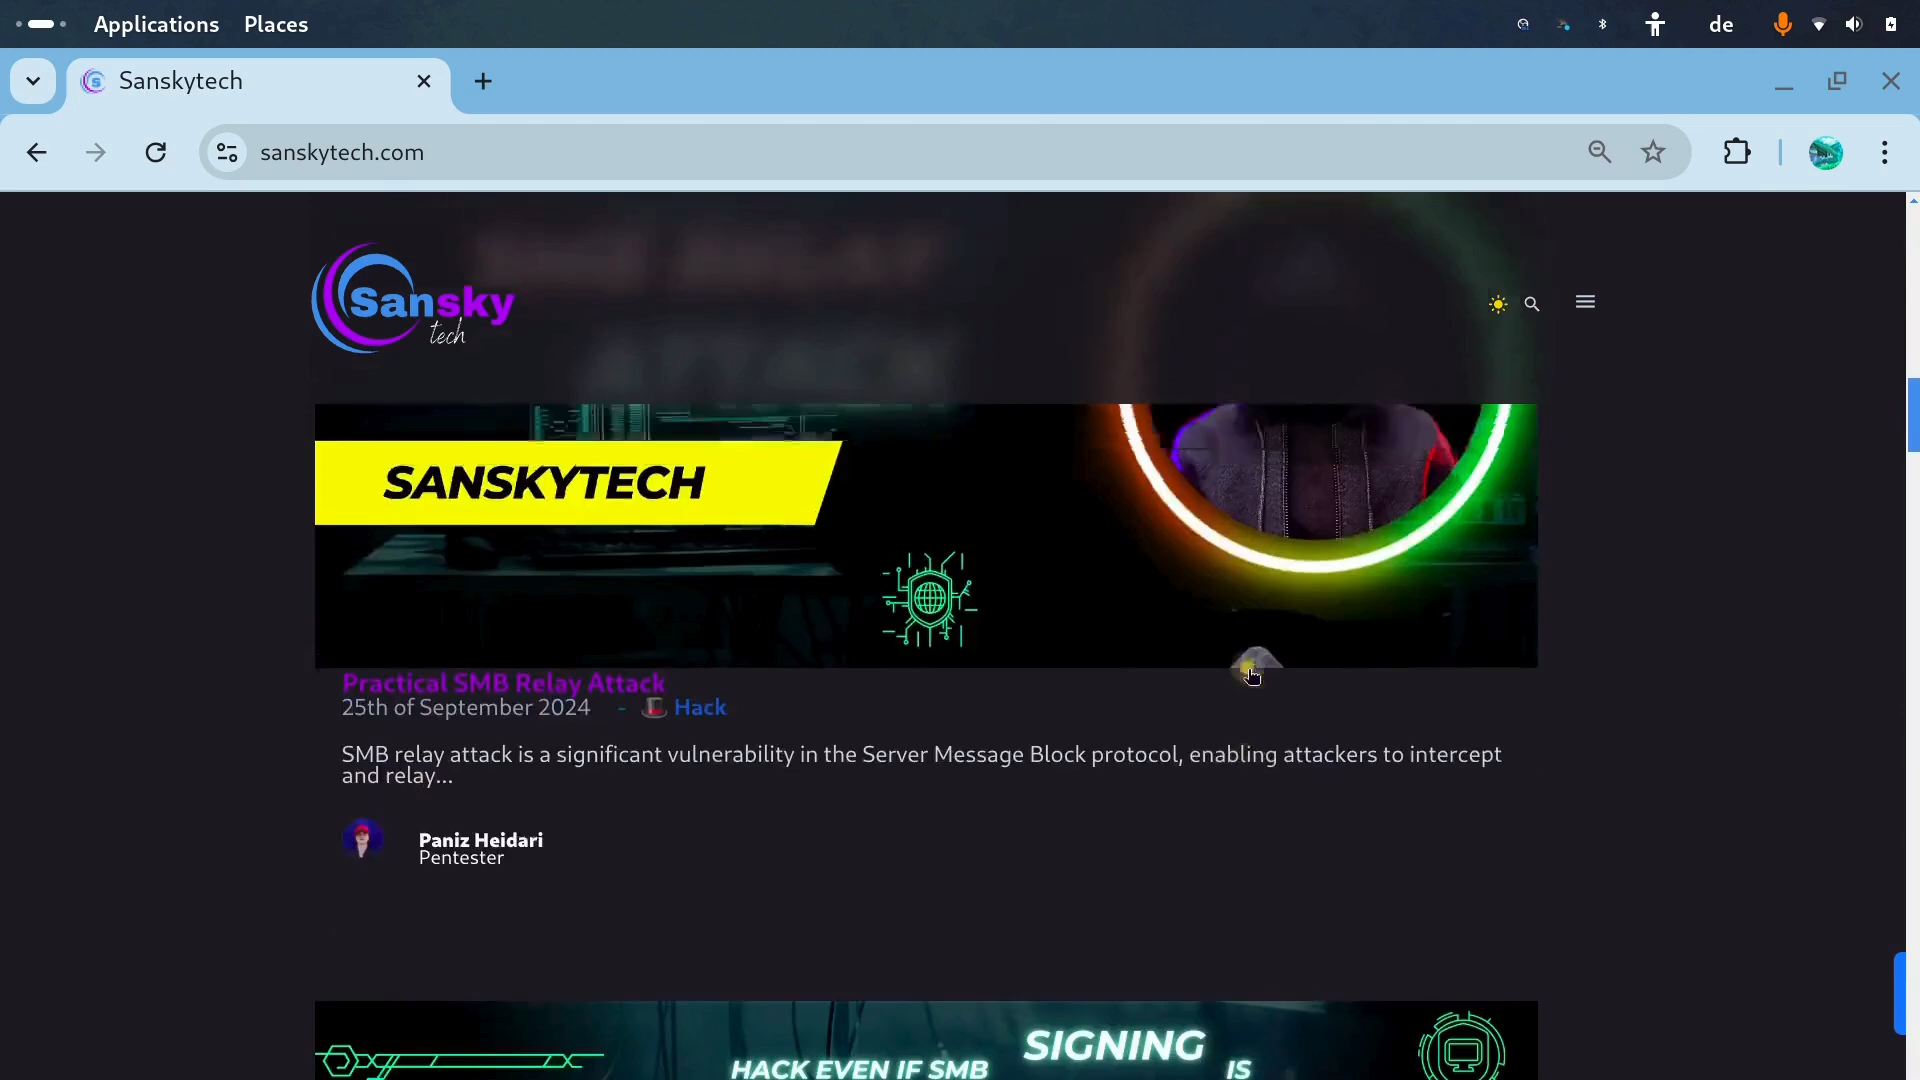 Applications Places de
Sanskytech
sanskytech.com
Sansky
tech
SANSKYTECH
Practical SMB Relay Attack
25th of September 2024 - Hack
SMB relay attack is a significant vulnerability in the Server Message Block protocol, enabling attackers to intercept
and relay...
Paniz Heidari
Pentester
SIGNING
HACK EVEN IF SMB IS